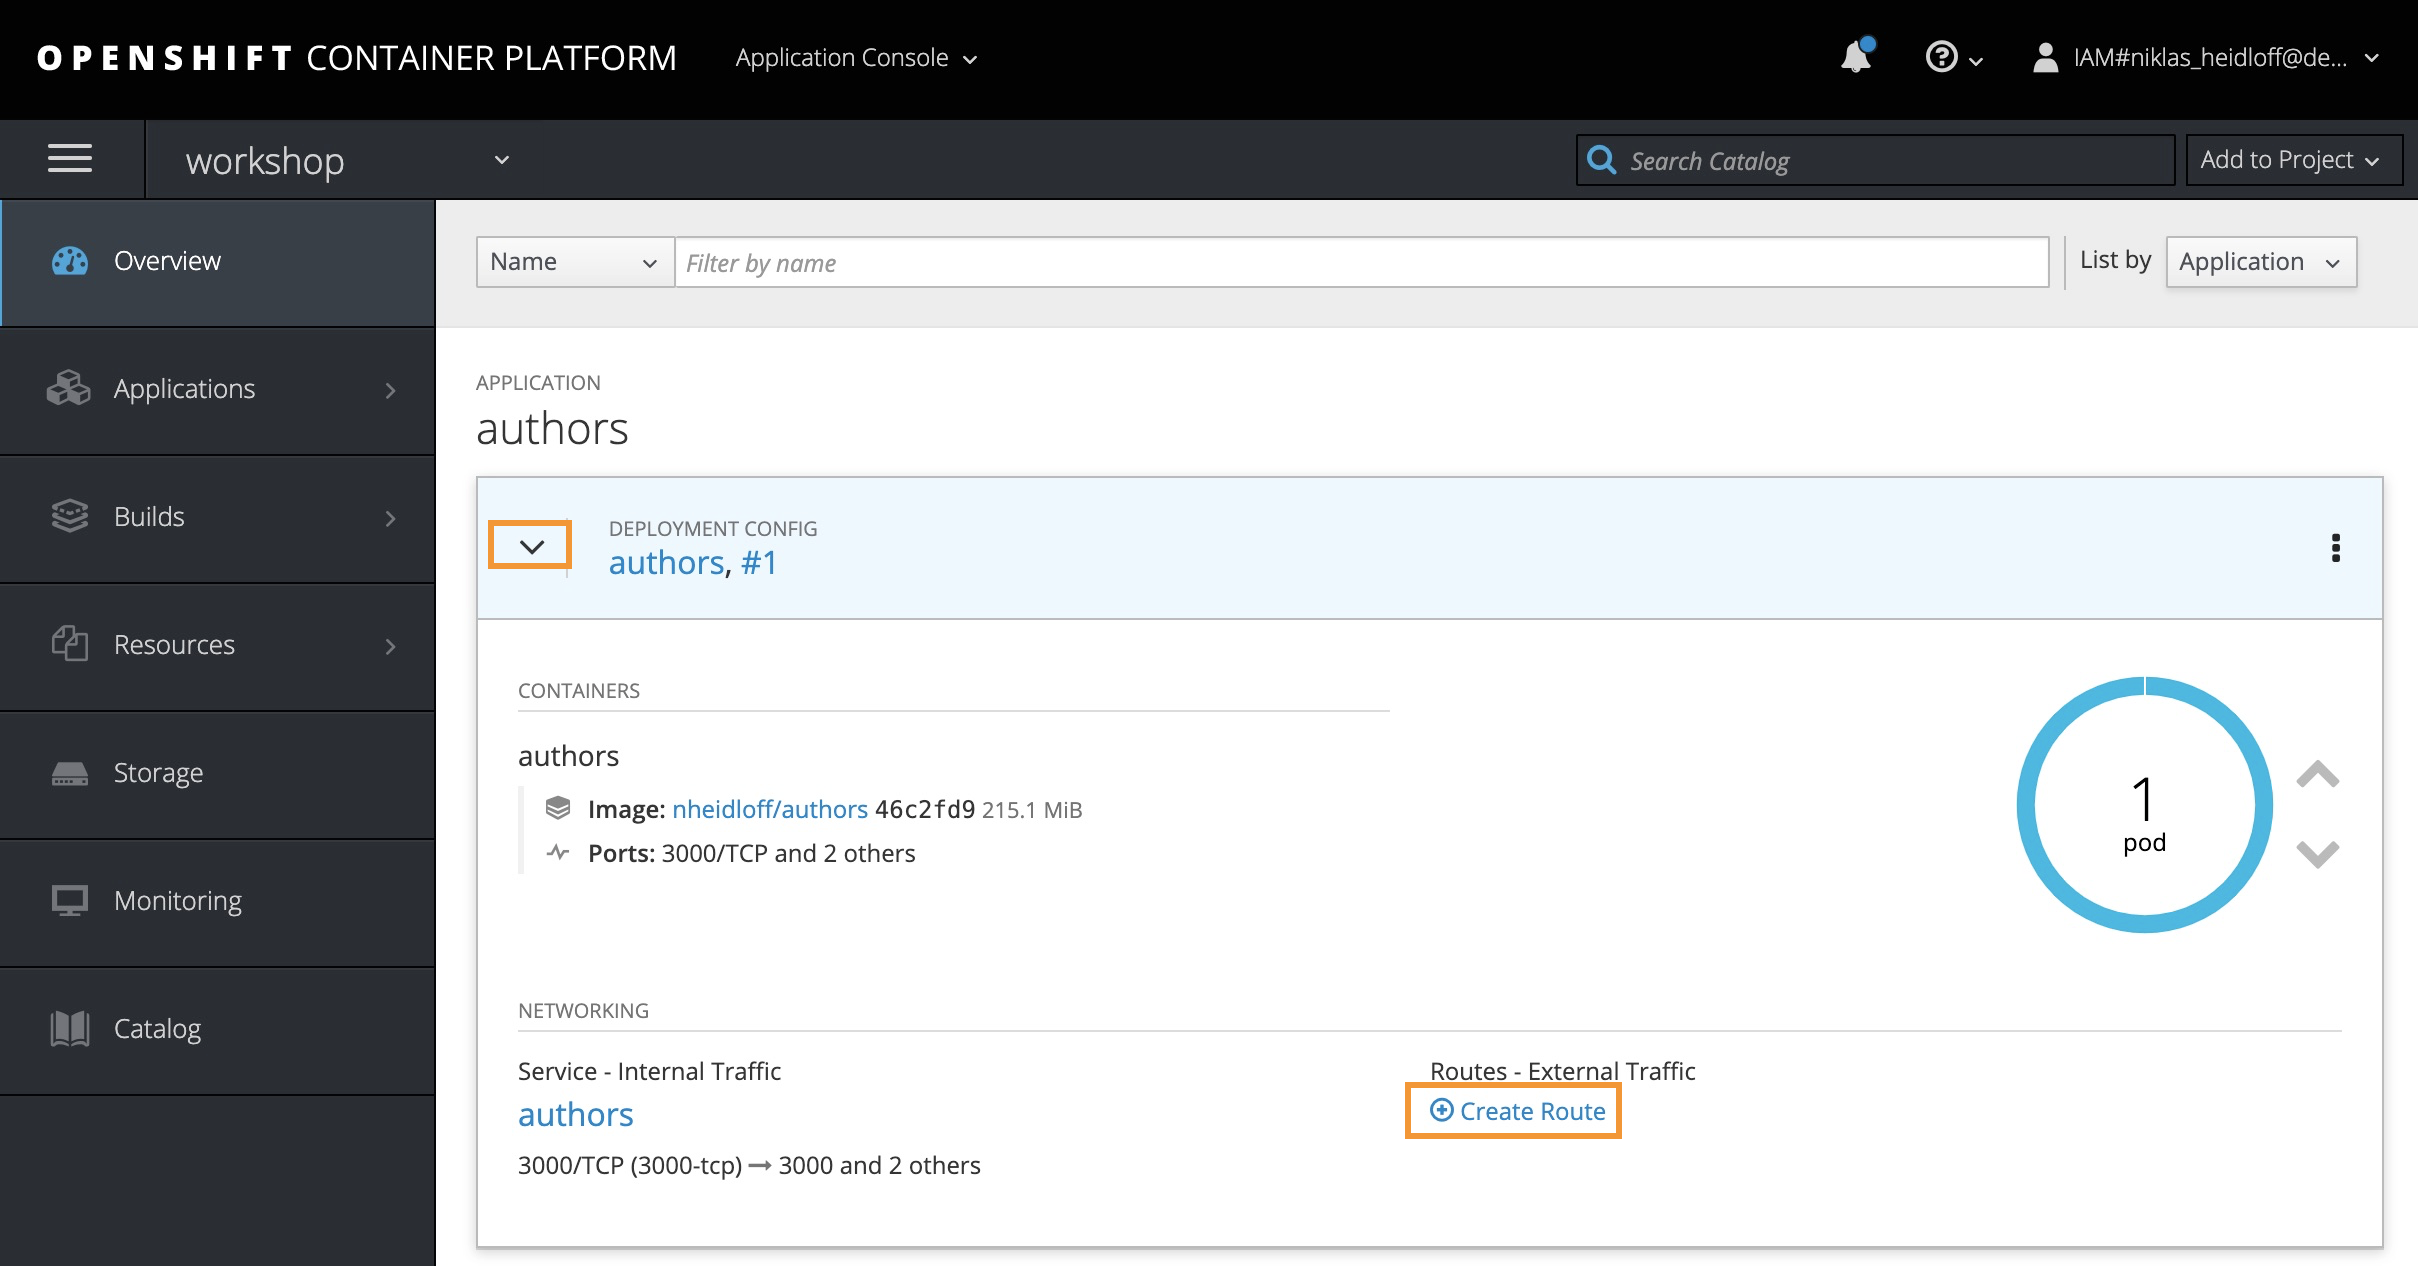 OPENSHIFT CONTAINER PLATFORM
Application Console
IAM#niklas_heidloff@de...
workshop
Search Catalog
Add to Project
Overview
Applications
Builds
Resources
Storage
Monitoring
Catalog
Name
Filter by name
List by
Application
APPLICATION
authors
DEPLOYMENT CONFIG
authors, #1
CONTAINERS
authors
Image: nheidloff/authors 46c2fd9 215.1 MiB
Ports: 3000/TCP and 2 others
1
pod
NETWORKING
Service - Internal Traffic
authors
3000/TCP (3000-tcp) → 3000 and 2 others
Routes - External Traffic
Create Route